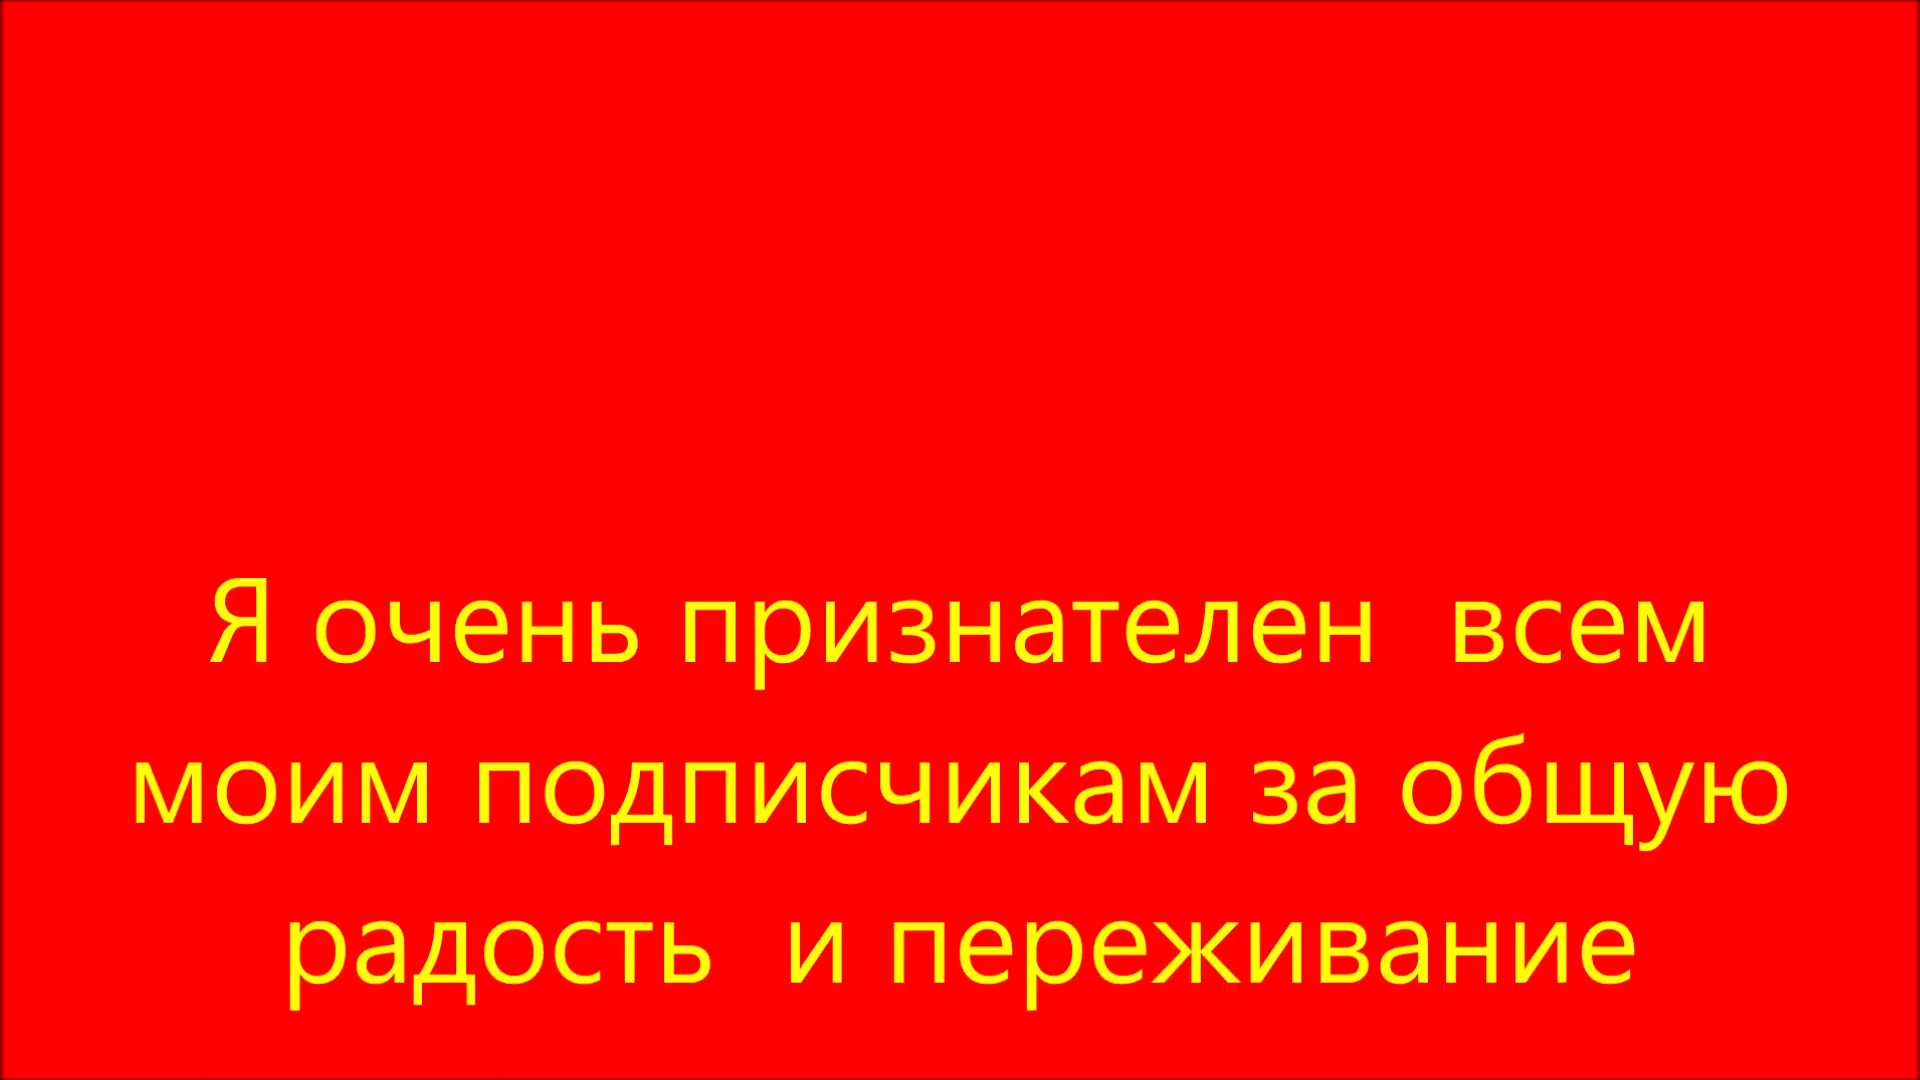 Я очень признателен  всем
моим подписчикам за общую
радость  и переживание